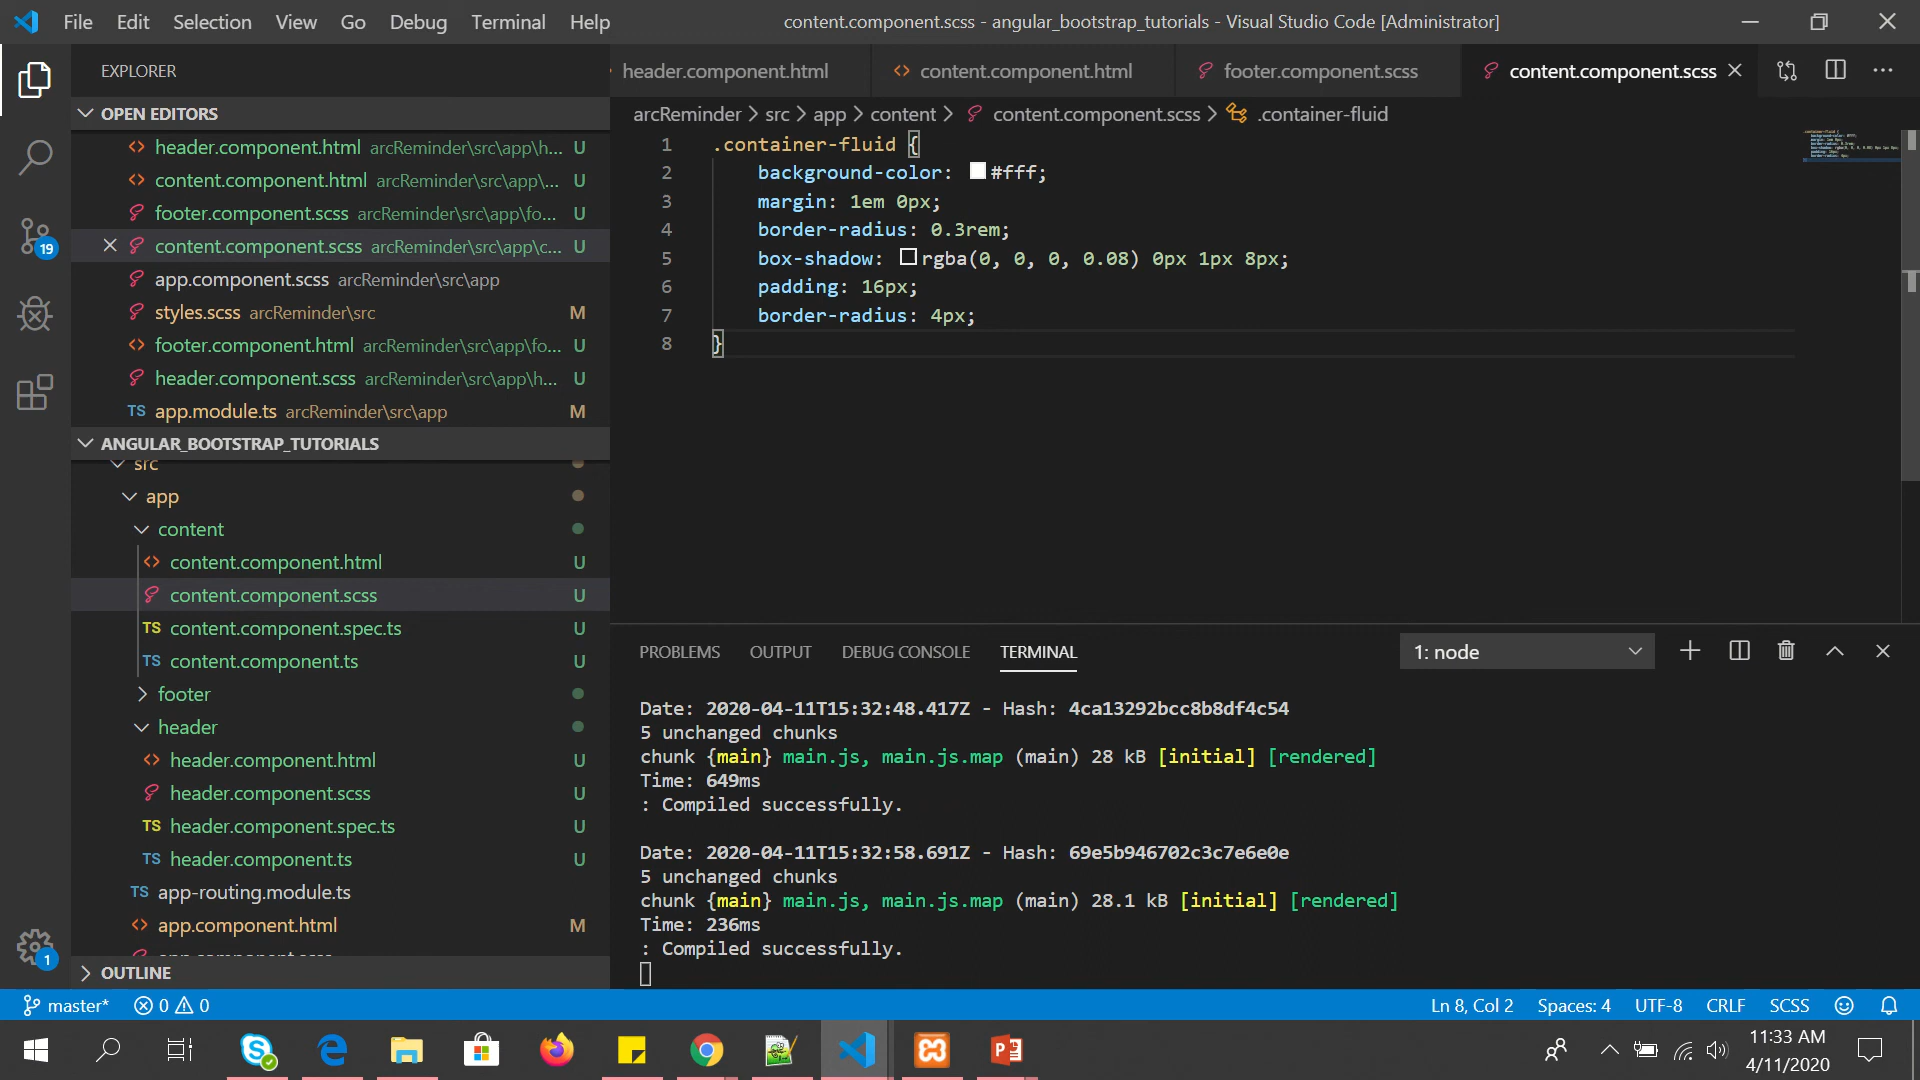 File Edit Selection View Go Debug Terminal Help
content.component.scss - angular_bootstrap_tutorials - Visual Studio Code [Administrator]
EXPLORER
OPEN EDITORS
header.component.html arcReminder\src\app\h... U
content.component.html arcReminder\src\app\... U
footer.component.scss arcReminder\src\app\fo... U
content.component.scss arcReminder\src\app\c... U
app.component.scss arcReminder\src\app
styles.scss arcReminder\src M
footer.component.html arcReminder\src\app\fo... U
header.component.scss arcReminder\src\app\h... U
TS app.module.ts arcReminder\src\app M
ANGULAR_BOOTSTRAP_TUTORIALS
src
app
content
content.component.html U
content.component.scss U
TS content.component.spec.ts U
TS content.component.ts U
footer
header
header.component.html U
header.component.scss U
TS header.component.spec.ts U
TS header.component.ts U
TS app-routing.module.ts
app.component.html M
OUTLINE
19
1
header.component.html content.component.html footer.component.scss content.component.scss
arcReminder > src > app > content > content.component.scss > .container-fluid
1 .container-fluid {
2 background-color: #fff;
3 margin: 1em 0px;
4 border-radius: 0.3rem;
5 box-shadow: rgba(0, 0, 0, 0.08) 0px 1px 8px;
6 padding: 16px;
7 border-radius: 4px;
8 }
PROBLEMS OUTPUT DEBUG CONSOLE TERMINAL 1: node
Date: 2020-04-11T15:32:48.417Z - Hash: 4ca13292bcc8b8df4c54
5 unchanged chunks
chunk {main} main.js, main.js.map (main) 28 kB [initial] [rendered]
Time: 649ms
: Compiled successfully.
Date: 2020-04-11T15:32:58.691Z - Hash: 69e5b946702c3c7e6e0e
5 unchanged chunks
chunk {main} main.js, main.js.map (main) 28.1 kB [initial] [rendered]
Time: 236ms
: Compiled successfully.
master* 0 0 Ln 8, Col 2 Spaces: 4 UTF-8 CRLF SCSS
11:33 AM
4/11/2020